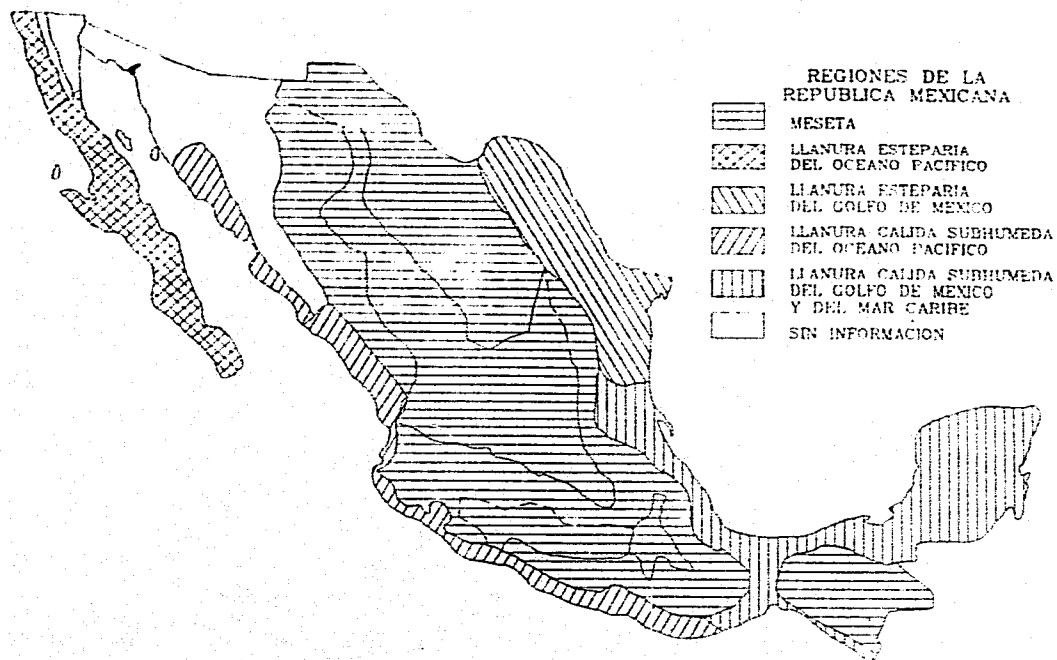 REGIONES DE LA
REPUBLICA MEXICANA
MESETA
LLANURA ESTEPARIA
DEL OCEANO PACIFICO
LLANURA ESTEPARIA
DEL GOLFO DE MEXICO
LLANURA CALIDA SUBHUMEDA
DEL OCEANO PACIFICO
LLANURA CALIDA SUBHUMEDA
DEL GOLFO DE MEXICO
Y DEL MAR CARIBE
SIN INFORMACION